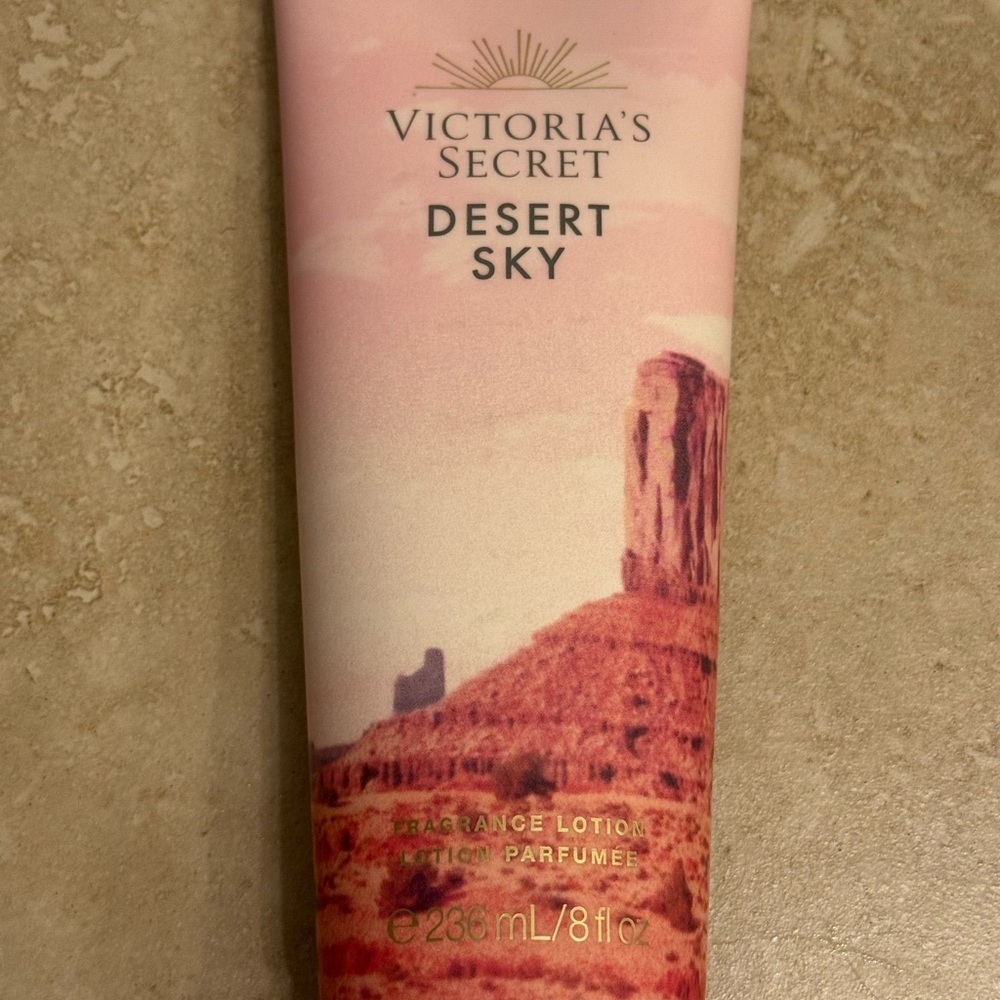 VICTORIA'S
SECRET
DESERT
SKY
FRAGRANCE LOTION
LOTION PARFUMÉE
℮ 236 mL/8 fl oz